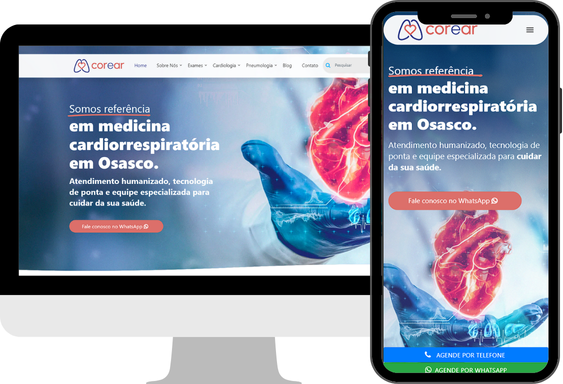 corear
Home Sobre Nós Exames Cardiologia Pneumologia Blog Contato Pesquisar
Somos referência
em medicina
cardiorrespiratória
em Osasco.
Atendimento humanizado, tecnologia
de ponta e equipe especializada para
cuidar da sua saúde.
Fale conosco no WhatsApp
corear
Somos referência
em medicina
cardiorrespiratória
em Osasco.
Atendimento humanizado, tecnologia de
ponta e equipe especializada para cuidar
da sua saúde.
Fale conosco no WhatsApp
AGENDE POR TELEFONE
AGENDE POR WHATSAPP